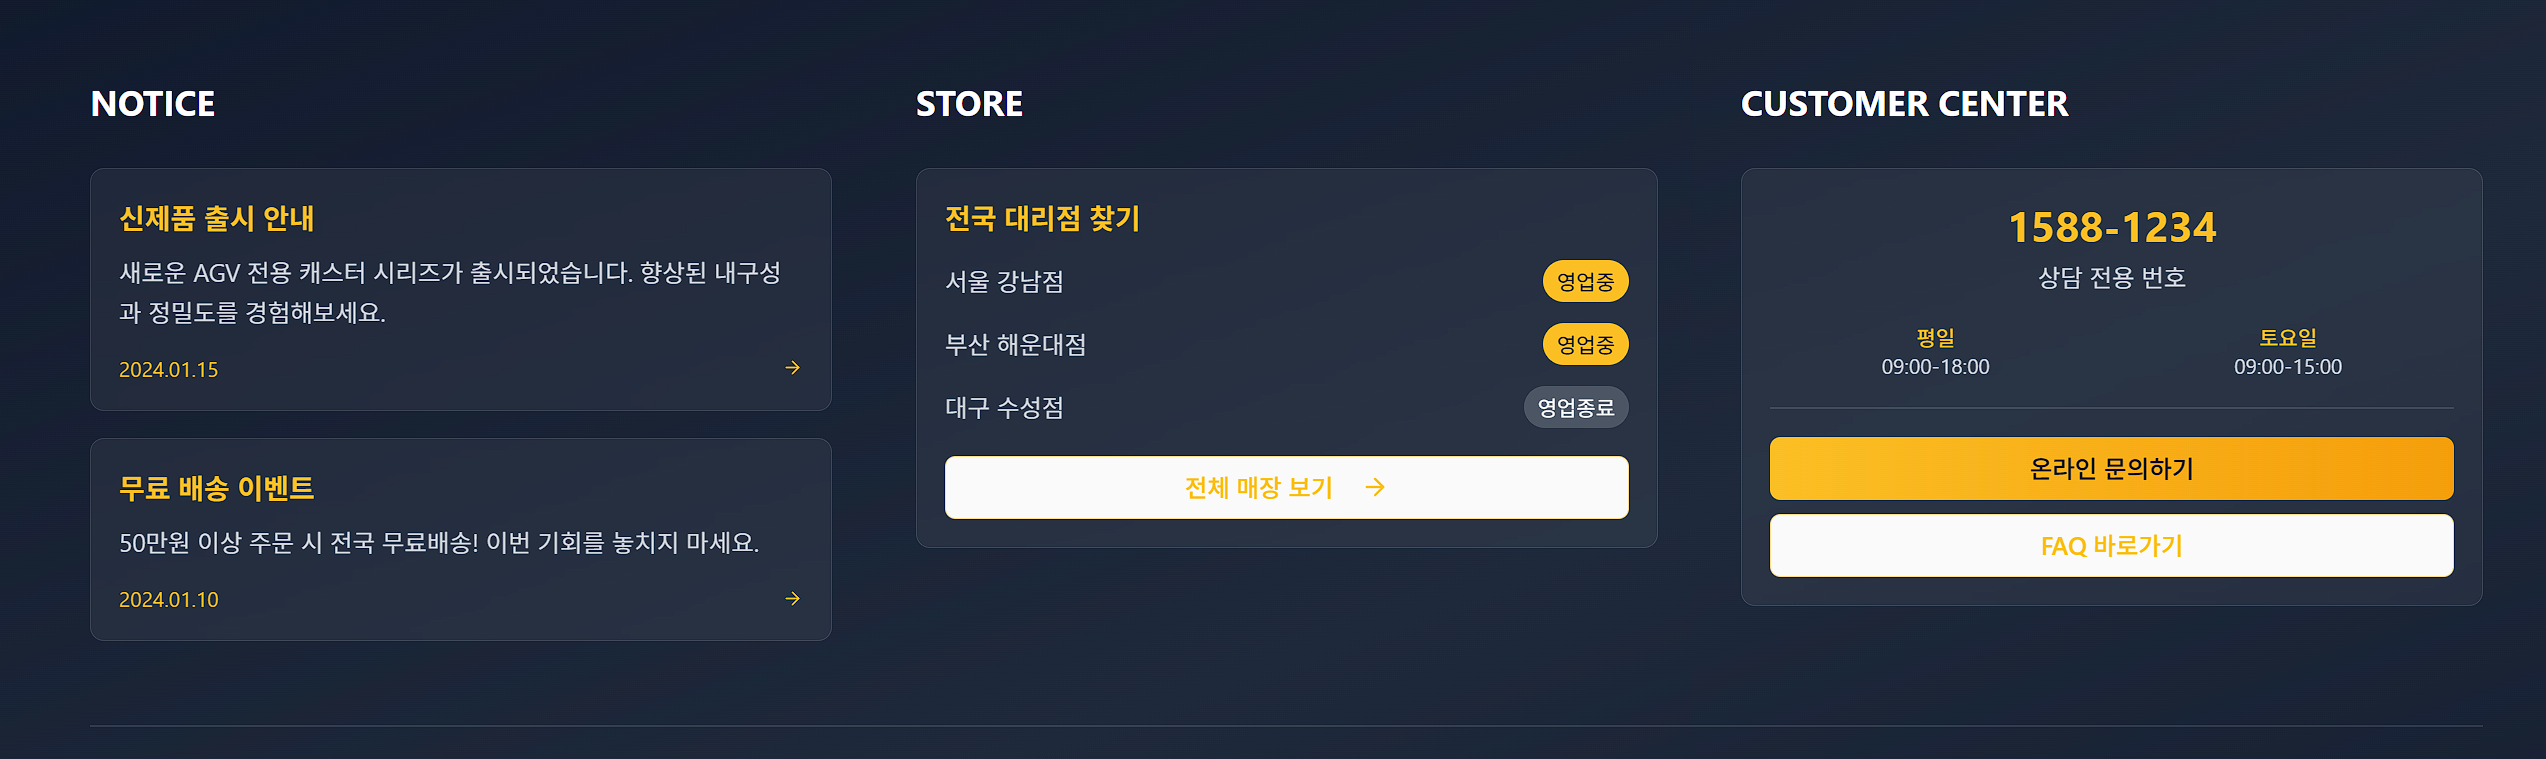 NOTICE
신제품 출시 안내
새로운 AGV 전용 캐스터 시리즈가 출시되었습니다. 향상된 내구성
과 정밀도를 경험해보세요.
2024.01.15
무료 배송 이벤트
50만원 이상 주문 시 전국 무료배송! 이번 기회를 놓치지 마세요.
2024.01.10
STORE
전국 대리점 찾기
서울 강남점 영업중
부산 해운대점 영업중
대구 수성점 영업종료
전체 매장 보기
CUSTOMER CENTER
1588-1234
상담 전용 번호
평일 토요일
09:00-18:00 09:00-15:00
온라인 문의하기
FAQ 바로가기